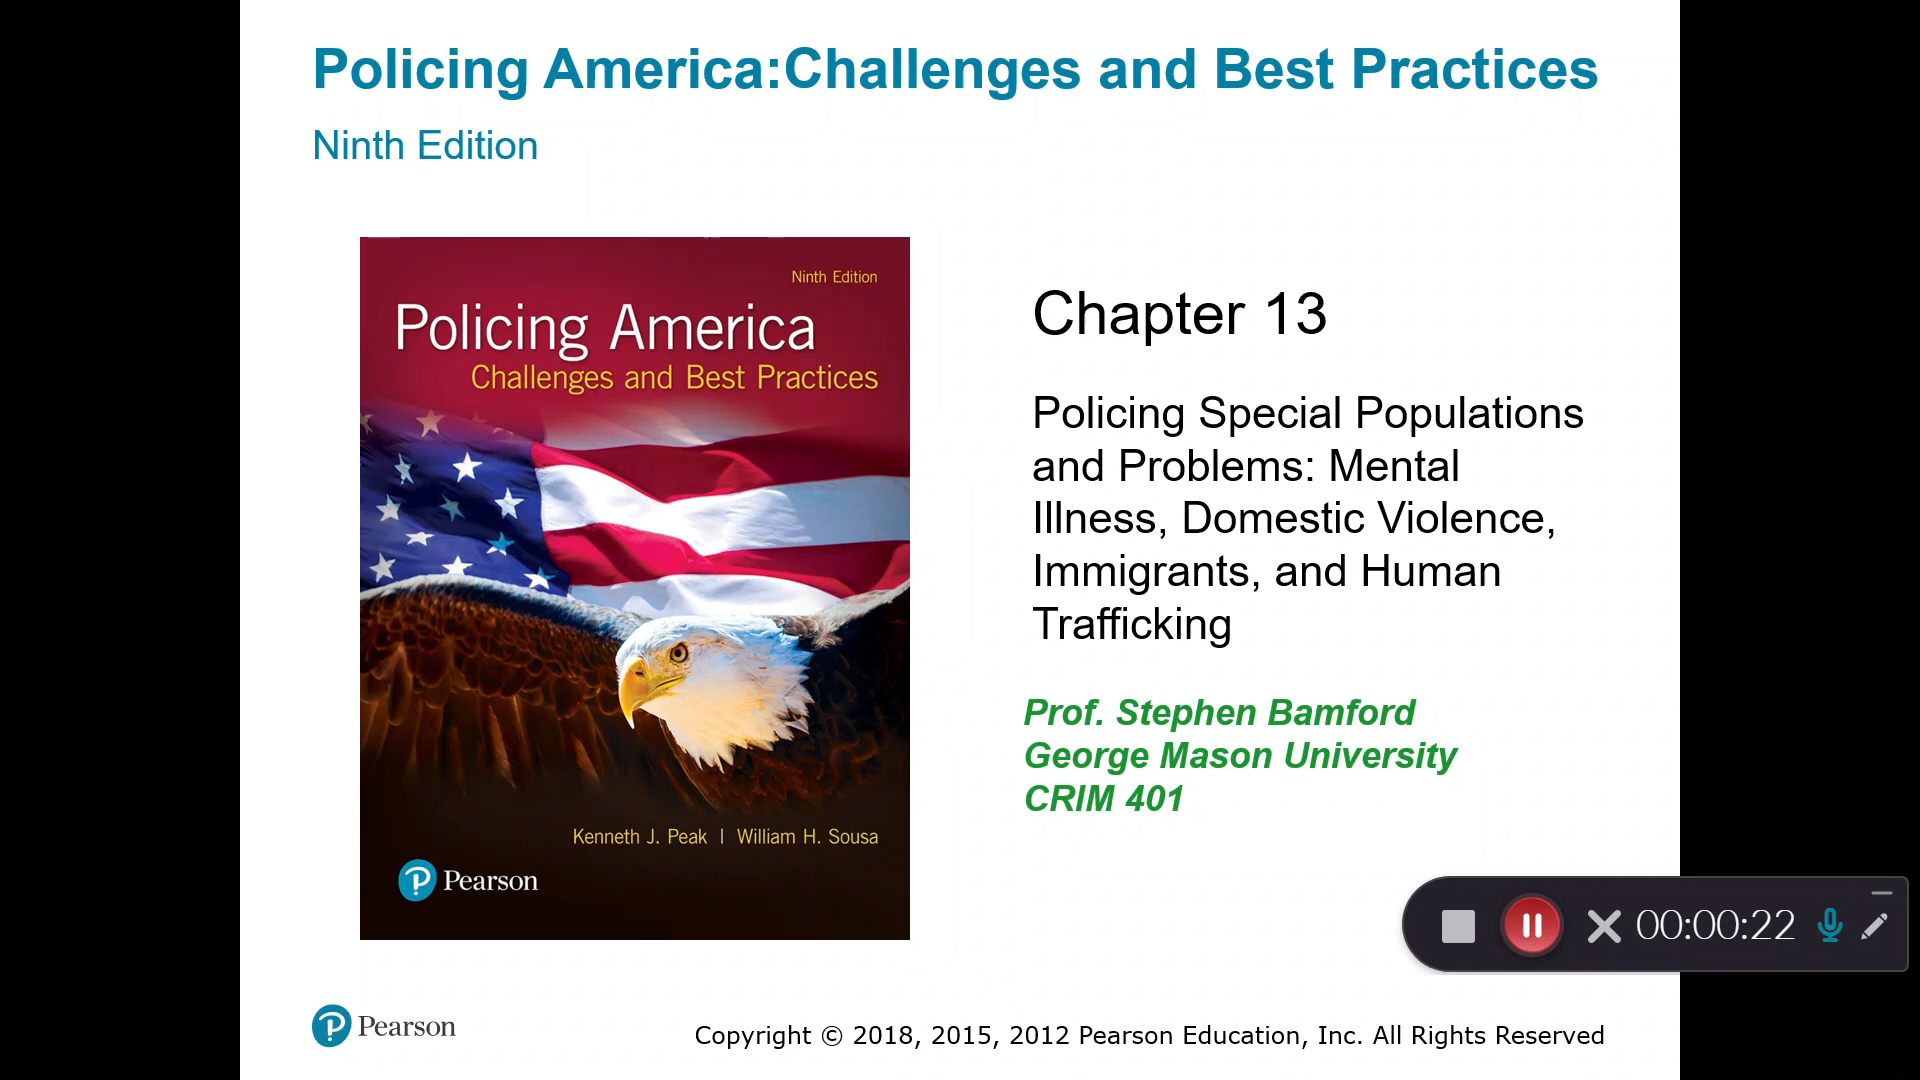 Policing America:Challenges and Best Practices
Ninth Edition
Ninth Edition
Policing America
Challenges and Best Practices
Kenneth J. Peak | William H. Sousa
Pearson
Chapter 13
Policing Special Populations
and Problems: Mental
Illness, Domestic Violence,
Immigrants, and Human
Trafficking
Prof. Stephen Bamford
George Mason University
CRIM 401
00:00:22
Pearson
Copyright © 2018, 2015, 2012 Pearson Education, Inc. All Rights Reserved